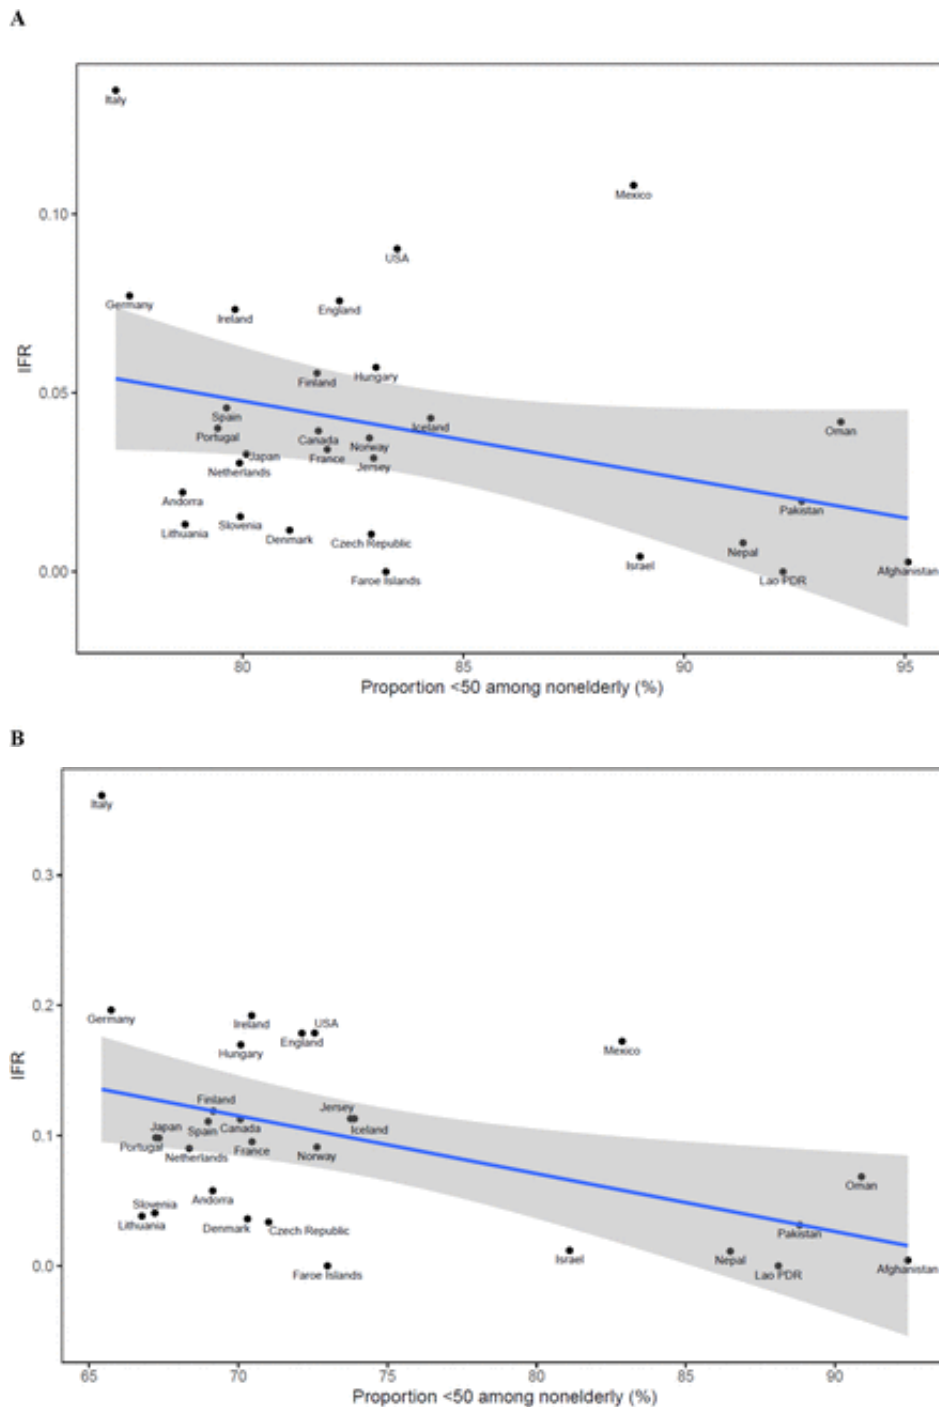 A
Italy
Mexico
0.10
USA
Germany
England
Ireland
IFR
Hungary
Finland
0.05
Spain
Iceland
Oman
Portugal
Canada
Norway
Japan
France
Jersey
Netherlands
Andorra
Pakistan
Lithuania
Slovenia
Denmark
Czech Republic
Nepal
Israel
0.00
Faroe Islands
Lao PDR
Afghanistan
80 85 90 95
Proportion <50 among nonelderly (%)
B
Italy
0.3
0.2
Germany
Ireland
USA
England
Hungary
Mexico
IFR
Finland
Jersey
Japan
Spain
Canada
Iceland
0.1
Portugal
France
Netherlands
Norway
Oman
Andorra
Slovenia
Lithuania
Denmark
Czech Republic
Pakistan
Israel
Nepal
0.0
Faroe Islands
Lao PDR
Afghanistan
65 70 75 80 85 90
Proportion <50 among nonelderly (%)